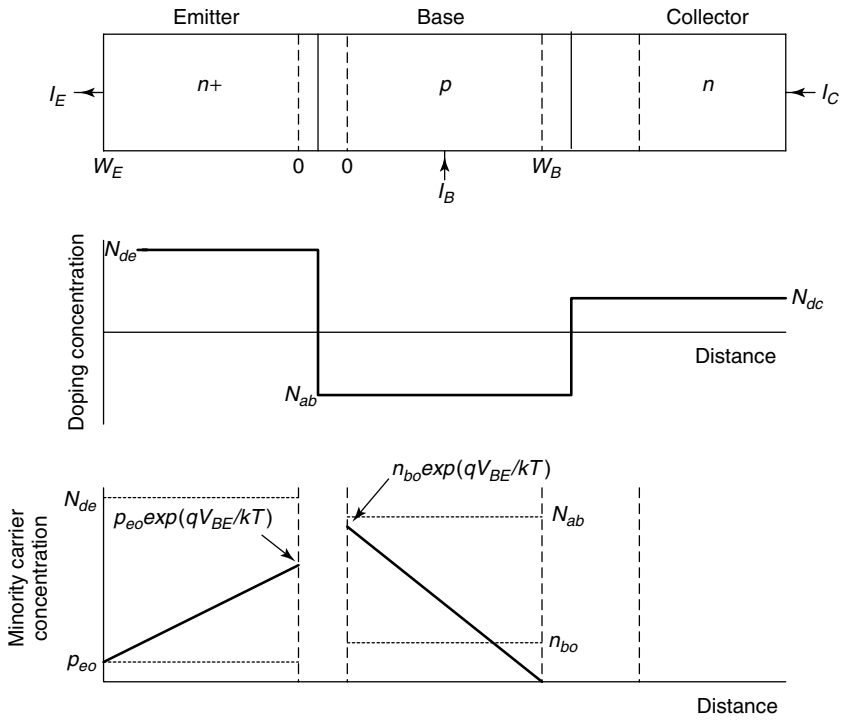 Emitter Base Collector
n+ p n
I_E I_C
W_E 0 0 W_B
I_B
Doping concentration
N_de
N_dc
Distance
N_ab
Minority carrier
concentration
n_bo exp(qV_BE/kT)
N_de
p_eo exp(qV_BE/kT)
N_ab
n_bo
p_eo
Distance